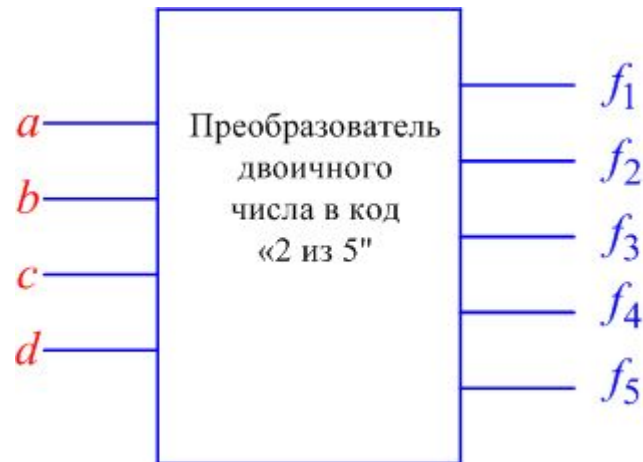 f1
a
Преобразователь
f2
двоичного
b
числа в код
f3
«2 из 5"
c
f4
d
f5